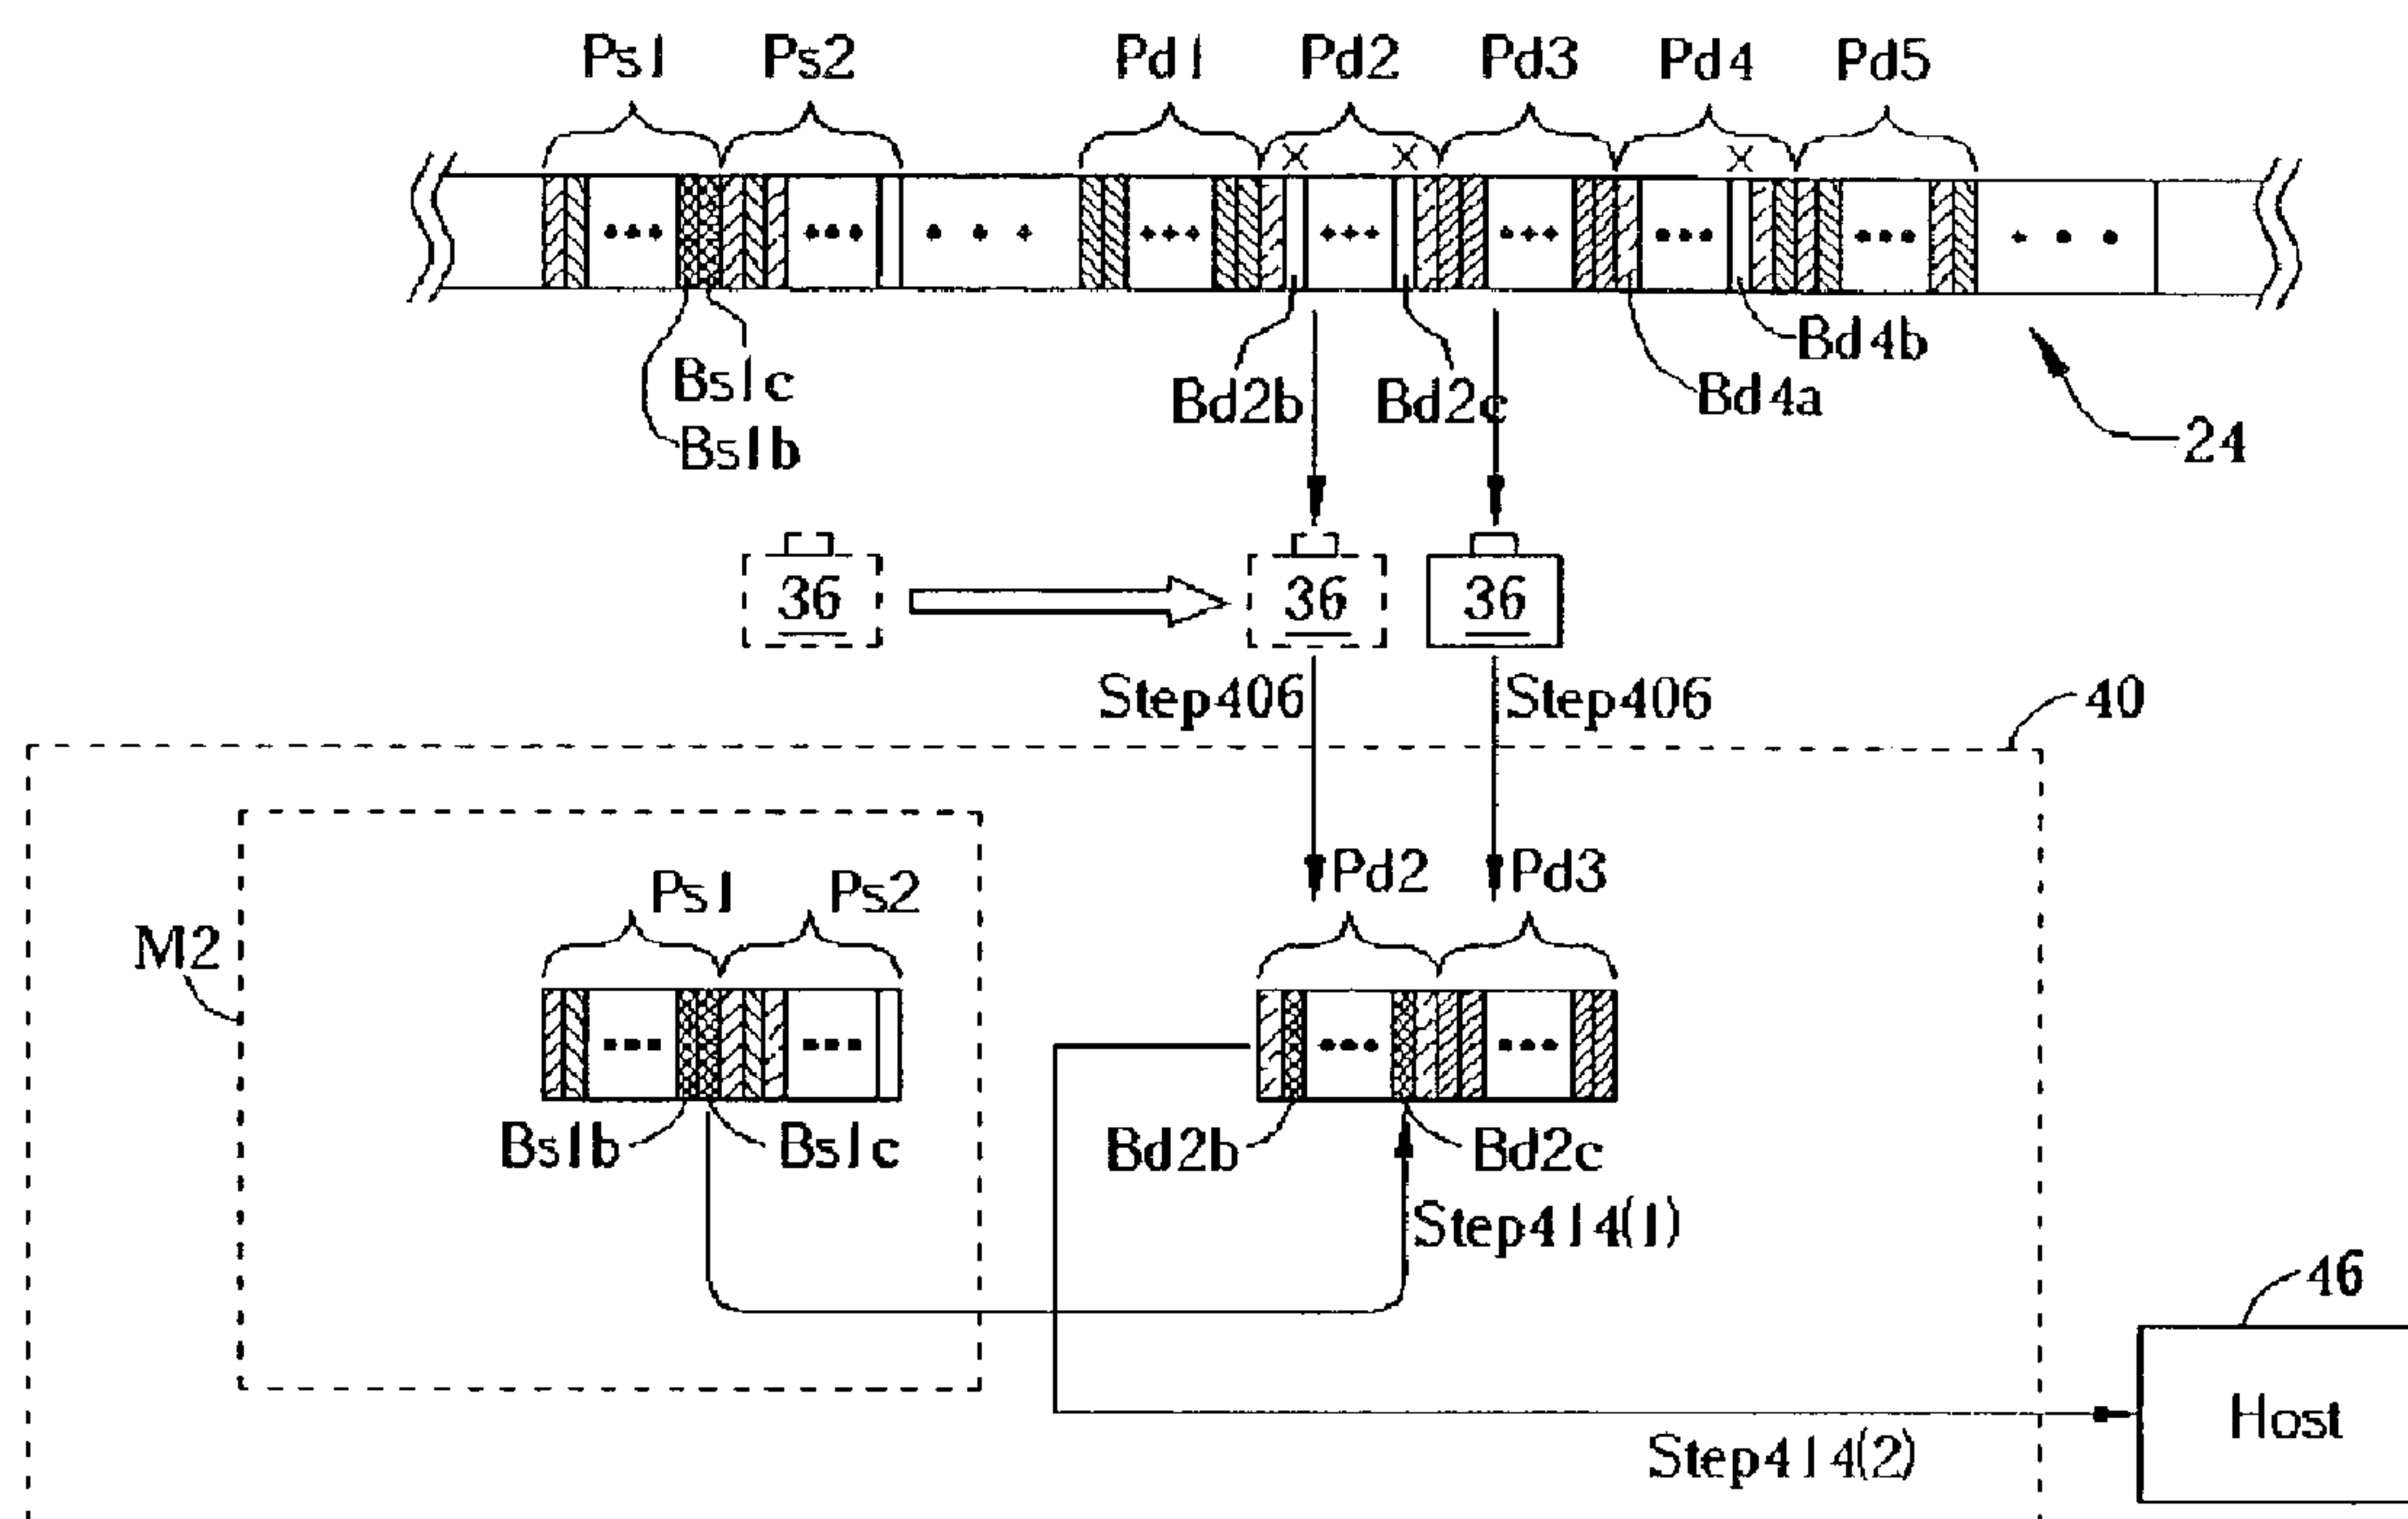 Ps1 Ps2 Pd1 Pd2 Pd3 Pd4 Pd5
X X X
Bd4b
Bs1c Bd2b Bd2c Bd4a
Bs1b 24
36 36 36
Step406 Step406 40
Pd2 Pd3
Ps1 Ps2
M2
Bs1b Bs1c Bd2b Bd2c
Step414(1)
46
Host
Step414(2)